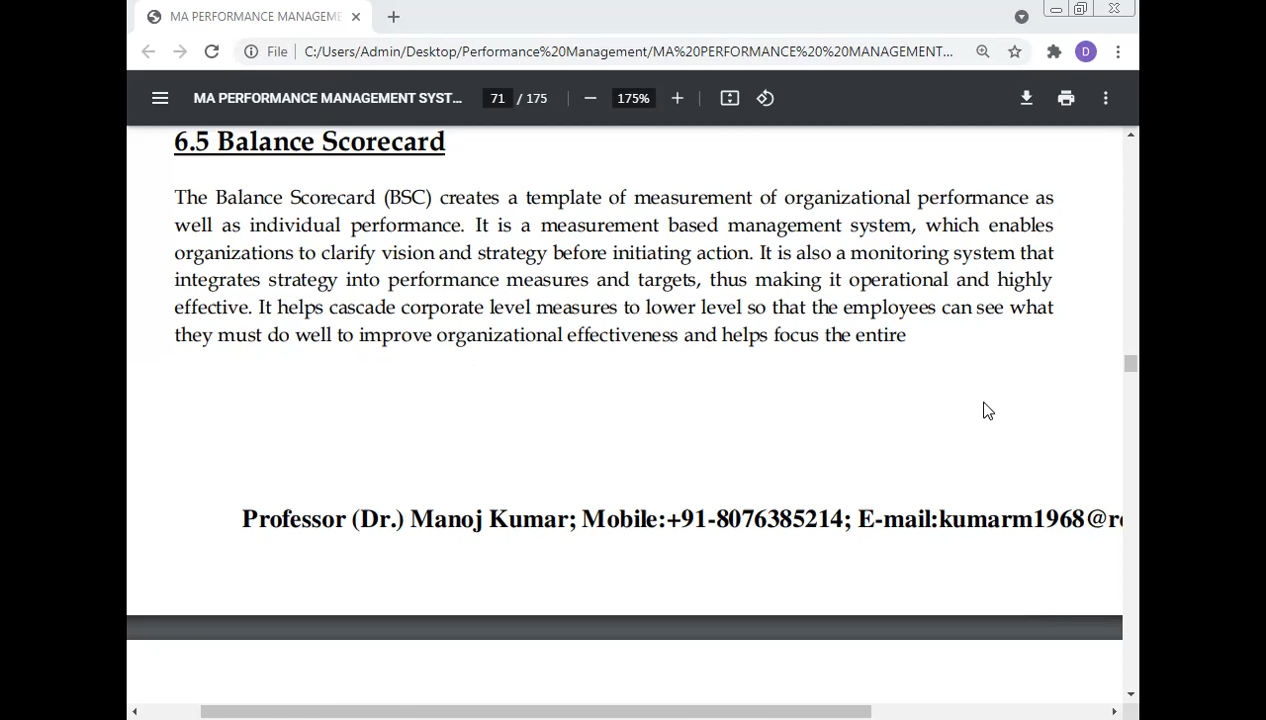 MA PERFORMANCE MANAGEME
File
C:/Users/Admin/Desktop/Performance%20Management/MA%20PERFORMANCE%20%20MANAGEMENT...
D
MA PERFORMANCE MANAGEMENT SYST...
71 / 175
175%
6.5 Balance Scorecard
The Balance Scorecard (BSC) creates a template of measurement of organizational performance as
well as individual performance. It is a measurement based management system, which enables
organizations to clarify vision and strategy before initiating action. It is also a monitoring system that
integrates strategy into performance measures and targets, thus making it operational and highly
effective. It helps cascade corporate level measures to lower level so that the employees can see what
they must do well to improve organizational effectiveness and helps focus the entire
Professor (Dr.) Manoj Kumar; Mobile:+91-8076385214; E-mail:kumarm1968@r